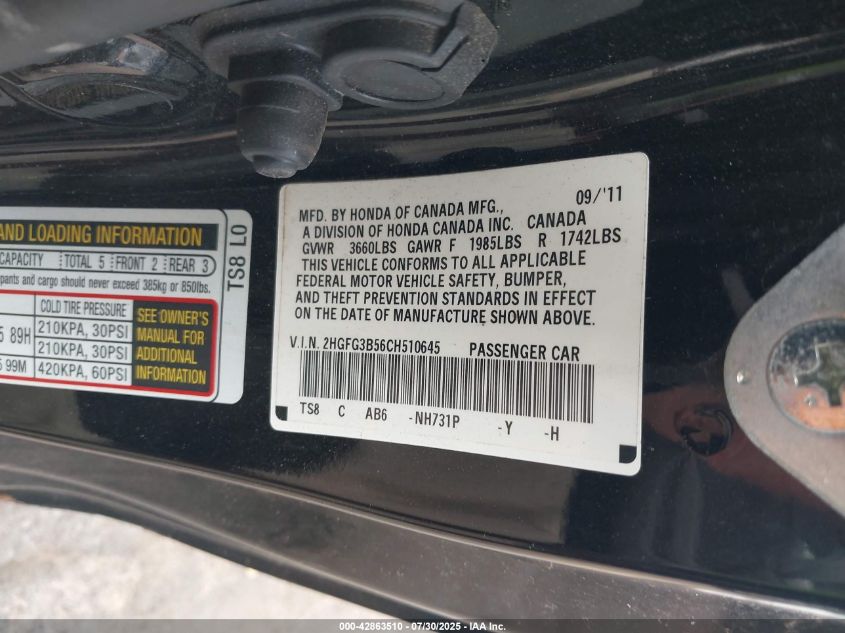 AND LOADING INFORMATION
CAPACITY TOTAL 5 FRONT 2 REAR 3
pants and cargo should never exceed 385kg or 850lbs.
COLD TIRE PRESSURE
5 89H 210KPA, 30PSI
210KPA, 30PSI
5 99M 420KPA, 60PSI
SEE OWNER'S
MANUAL FOR
ADDITIONAL
INFORMATION
TS8 L0
09/'11
MFD. BY HONDA OF CANADA MFG.,
A DIVISION OF HONDA CANADA INC. CANADA
GVWR 3660LBS GAWR F 1985LBS R 1742LBS
THIS VEHICLE CONFORMS TO ALL APPLICABLE
FEDERAL MOTOR VEHICLE SAFETY, BUMPER,
AND THEFT PREVENTION STANDARDS IN EFFECT
ON THE DATE OF MANUFACTURE SHOWN ABOVE.
V.I.N. 2HGFG3B56CH510645 PASSENGER CAR
TS8 C AB6 -NH731P -Y -H
000-42863510 - 07/30/2025 - IAA Inc.